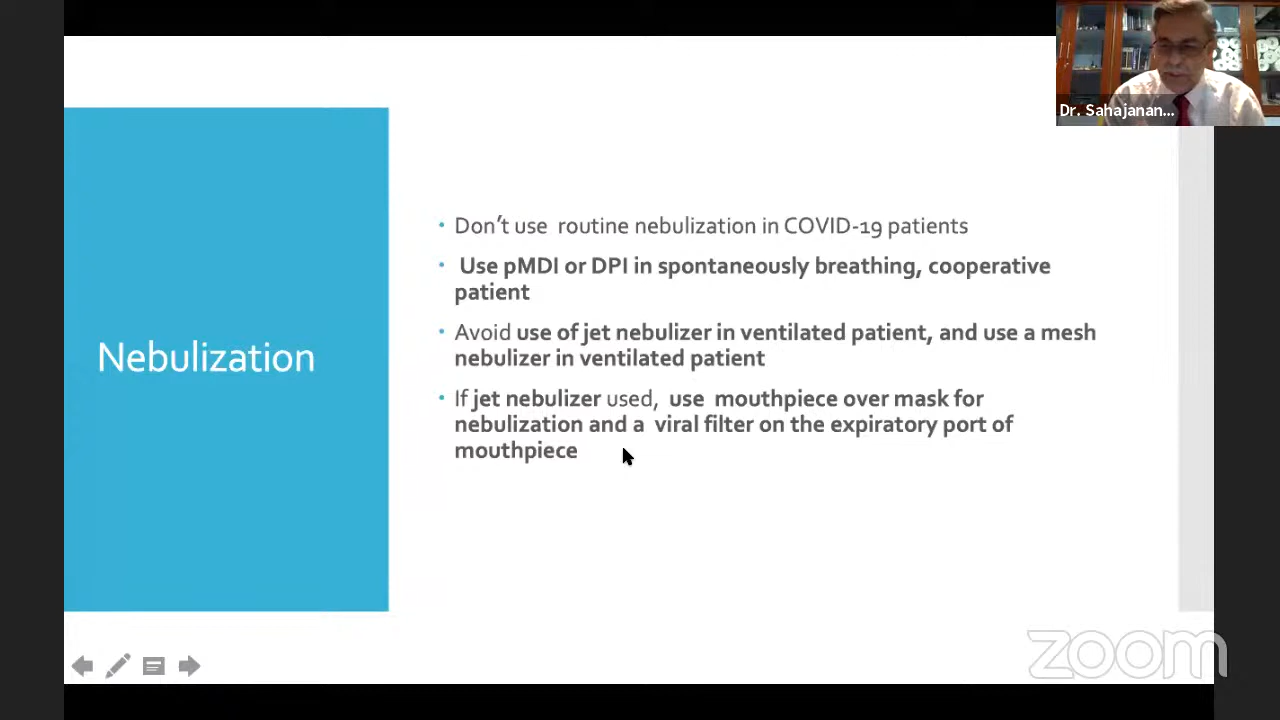 Dr. Sahajanan...
Nebulization
• Don't use routine nebulization in COVID-19 patients
• Use pMDI or DPI in spontaneously breathing, cooperative
patient
• Avoid use of jet nebulizer in ventilated patient, and use a mesh
nebulizer in ventilated patient
• If jet nebulizer used, use mouthpiece over mask for
nebulization and a viral filter on the expiratory port of
mouthpiece
zoom